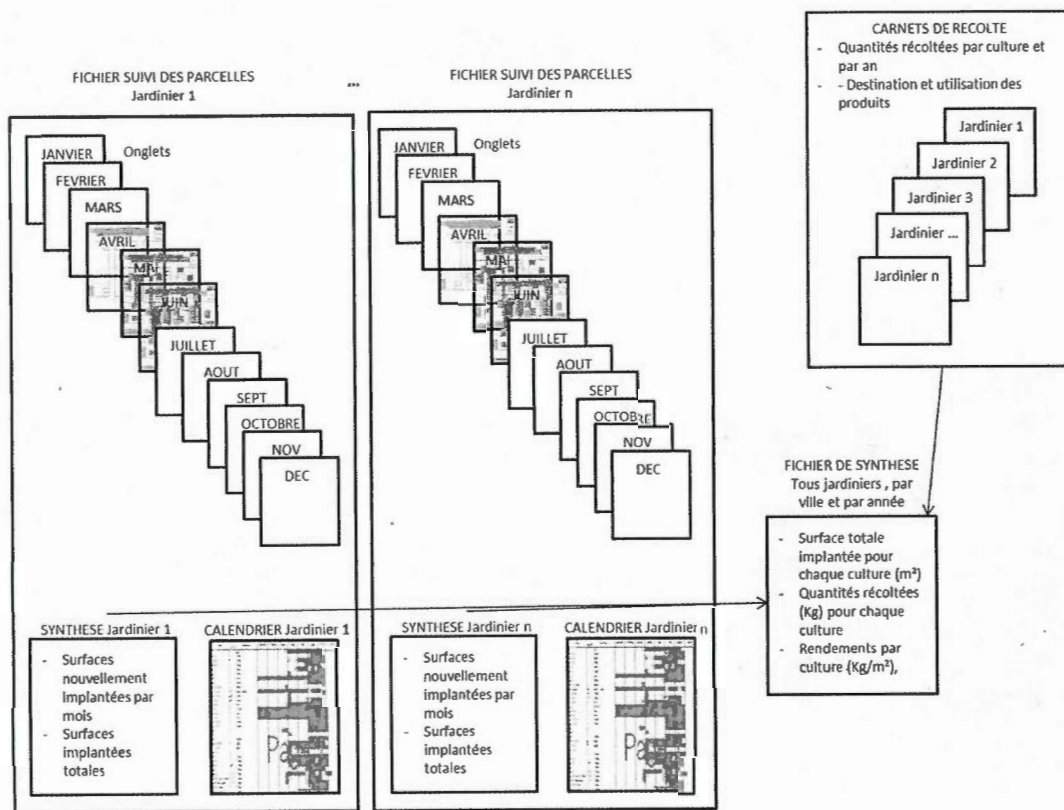 FICHIER SUIVI DES PARCELLES
Jardinier 1
...
FICHIER SUIVI DES PARCELLES
Jardinier n
CARNETS DE RECOLTE
- Quantités récoltées par culture et
par an
- - Destination et utilisation des
produits
Jardinier 1
Jardinier 2
Jardinier 3
Jardinier ...
Jardinier n
JANVIER
Onglets
FEVRIER
MARS
AVRIL
MAI
JUIN
JUILLET
AOUT
SEPT
OCTOBRE
NOV
DEC
JANVIER
Onglets
FEVRIER
MARS
AVRIL
MAI
JUIN
JUILLET
AOUT
SEPT
OCTOBRE
NOV
DEC
FICHIER DE SYNTHESE
Tous jardiniers , par
ville et par année
- Surface totale
implantée pour
chaque culture (m²)
- Quantités récoltées
(Kg) pour chaque
culture
- Rendements par
culture (Kg/m²),
SYNTHESE Jardinier 1
- Surfaces
nouvellement
implantées par
mois
- Surfaces
implantées
totales
CALENDRIER Jardinier 1
SYNTHESE Jardinier n
- Surfaces
nouvellement
implantées par
mois
- Surfaces
implantées
totales
CALENDRIER Jardinier n